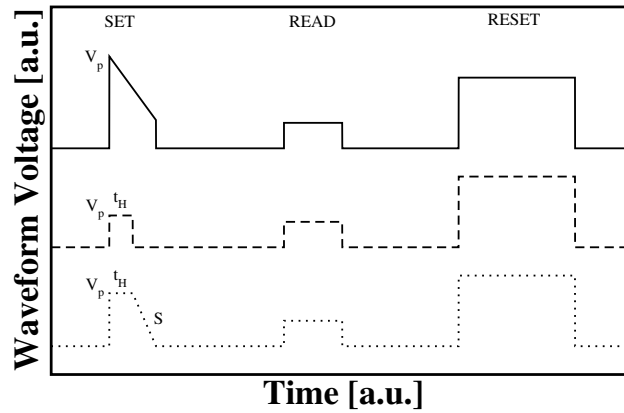 SET READ RESET
V_p
V_p t_H
V_p t_H
S
Waveform Voltage [a.u.]
Time [a.u.]